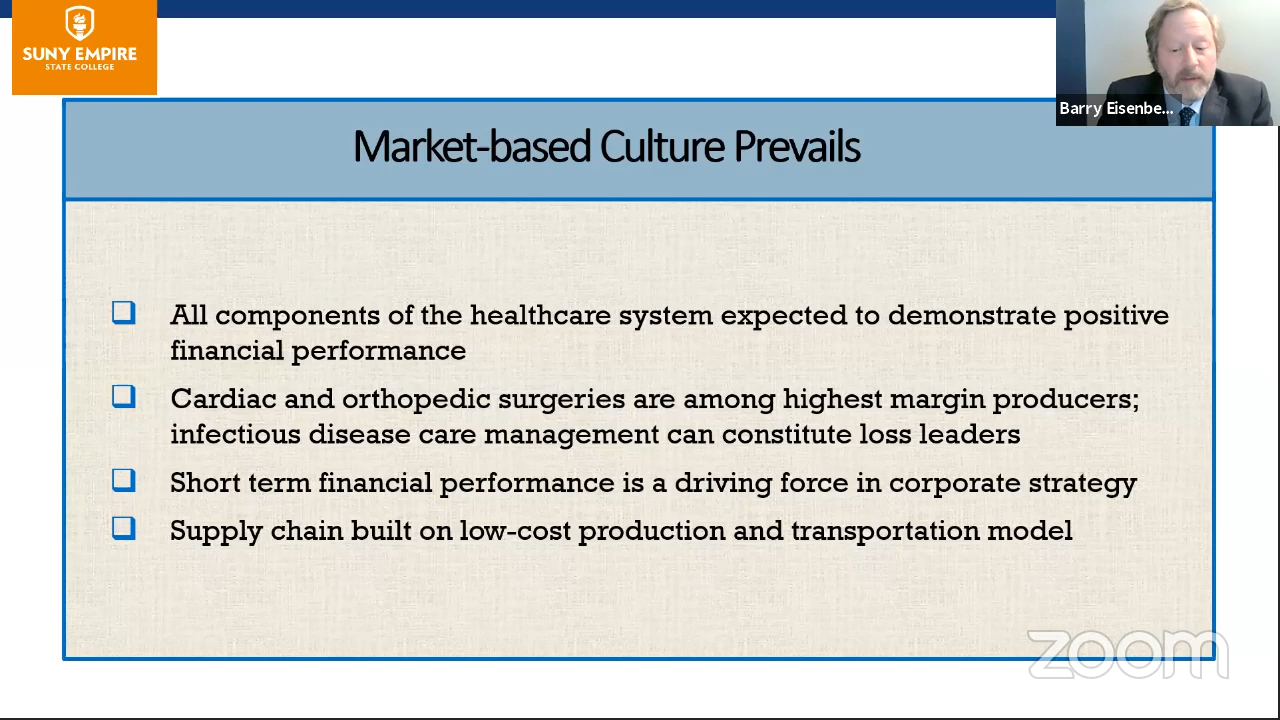 SUNY EMPIRE
STATE COLLEGE
Barry Eisenbe...
Market-based Culture Prevails
All components of the healthcare system expected to demonstrate positive
financial performance
Cardiac and orthopedic surgeries are among highest margin producers;
infectious disease care management can constitute loss leaders
Short term financial performance is a driving force in corporate strategy
Supply chain built on low-cost production and transportation model
zoom